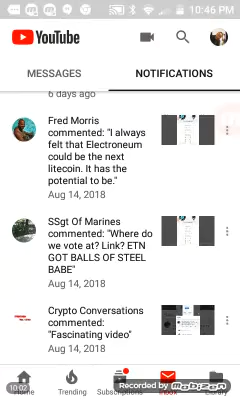 10:46 PM
YouTube
MESSAGES NOTIFICATIONS
6 days ago
Fred Morris
commented: "I always
felt that Electroneum
could be the next
litecoin. It has the
potential to be."
Aug 14, 2018
SSgt Of Marines
commented: "Where do
we vote at? Link? ETN
GOT BALLS OF STEEL
BABE"
Aug 14, 2018
Crypto Conversations
commented:
"Fascinating video"
Aug 14, 2018
Home Trending Subscriptions Inbox Library
10:02
Recorded by Mobizen